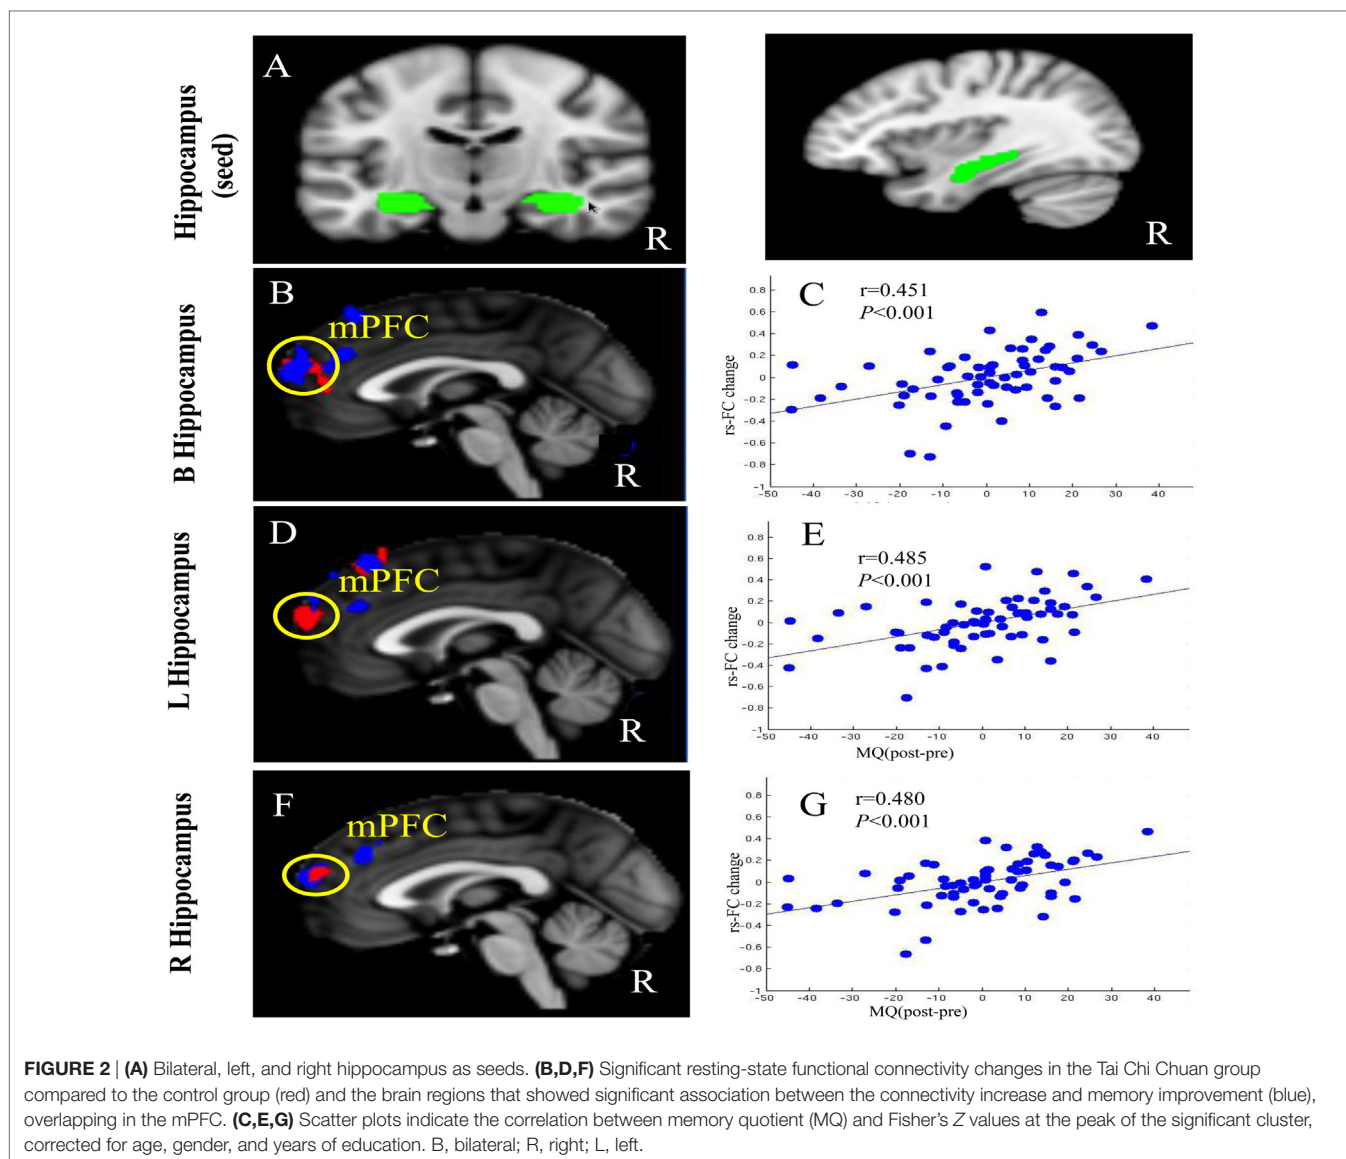 Hippocampus
(seed)
A
R
R
B Hippocampus
B
mPFC
R
C
r=0.451
P<0.001
rs-FC change
0.8
0.6
0.4
0.2
0
-0.2
-0.4
-0.6
-0.8
-1
-50 -40 -30 -20 -10 0 10 20 30 40
L Hippocampus
D
mPFC
R
E
r=0.485
P<0.001
rs-FC change
0.8
0.6
0.4
0.2
0
-0.2
-0.4
-0.6
-0.8
-1
-50 -40 -30 -20 -10 0 10 20 30 40
MQ(post-pre)
R Hippocampus
F
mPFC
R
G
r=0.480
P<0.001
rs-FC change
0.8
0.6
0.4
0.2
0
-0.2
-0.4
-0.6
-0.8
-1
-50 -40 -30 -20 -10 0 10 20 30 40
MQ(post-pre)
FIGURE 2 | (A) Bilateral, left, and right hippocampus as seeds. (B,D,F) Significant resting-state functional connectivity changes in the Tai Chi Chuan group
compared to the control group (red) and the brain regions that showed significant association between the connectivity increase and memory improvement (blue),
overlapping in the mPFC. (C,E,G) Scatter plots indicate the correlation between memory quotient (MQ) and Fisher's Z values at the peak of the significant cluster,
corrected for age, gender, and years of education. B, bilateral; R, right; L, left.